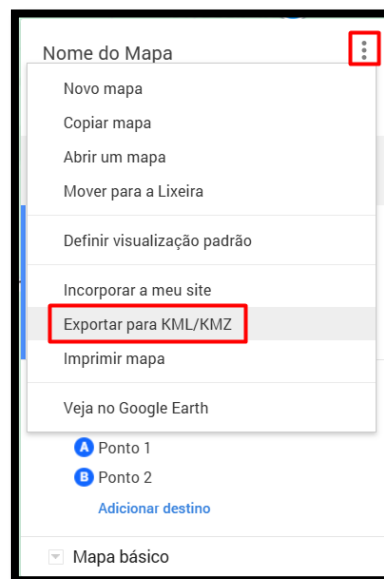 Nome do Mapa
Novo mapa
Copiar mapa
Abrir um mapa
Mover para a Lixeira
Definir visualização padrão
Incorporar a meu site
Exportar para KML/KMZ
Imprimir mapa
Veja no Google Earth
A Ponto 1
B Ponto 2
Adicionar destino
Mapa básico